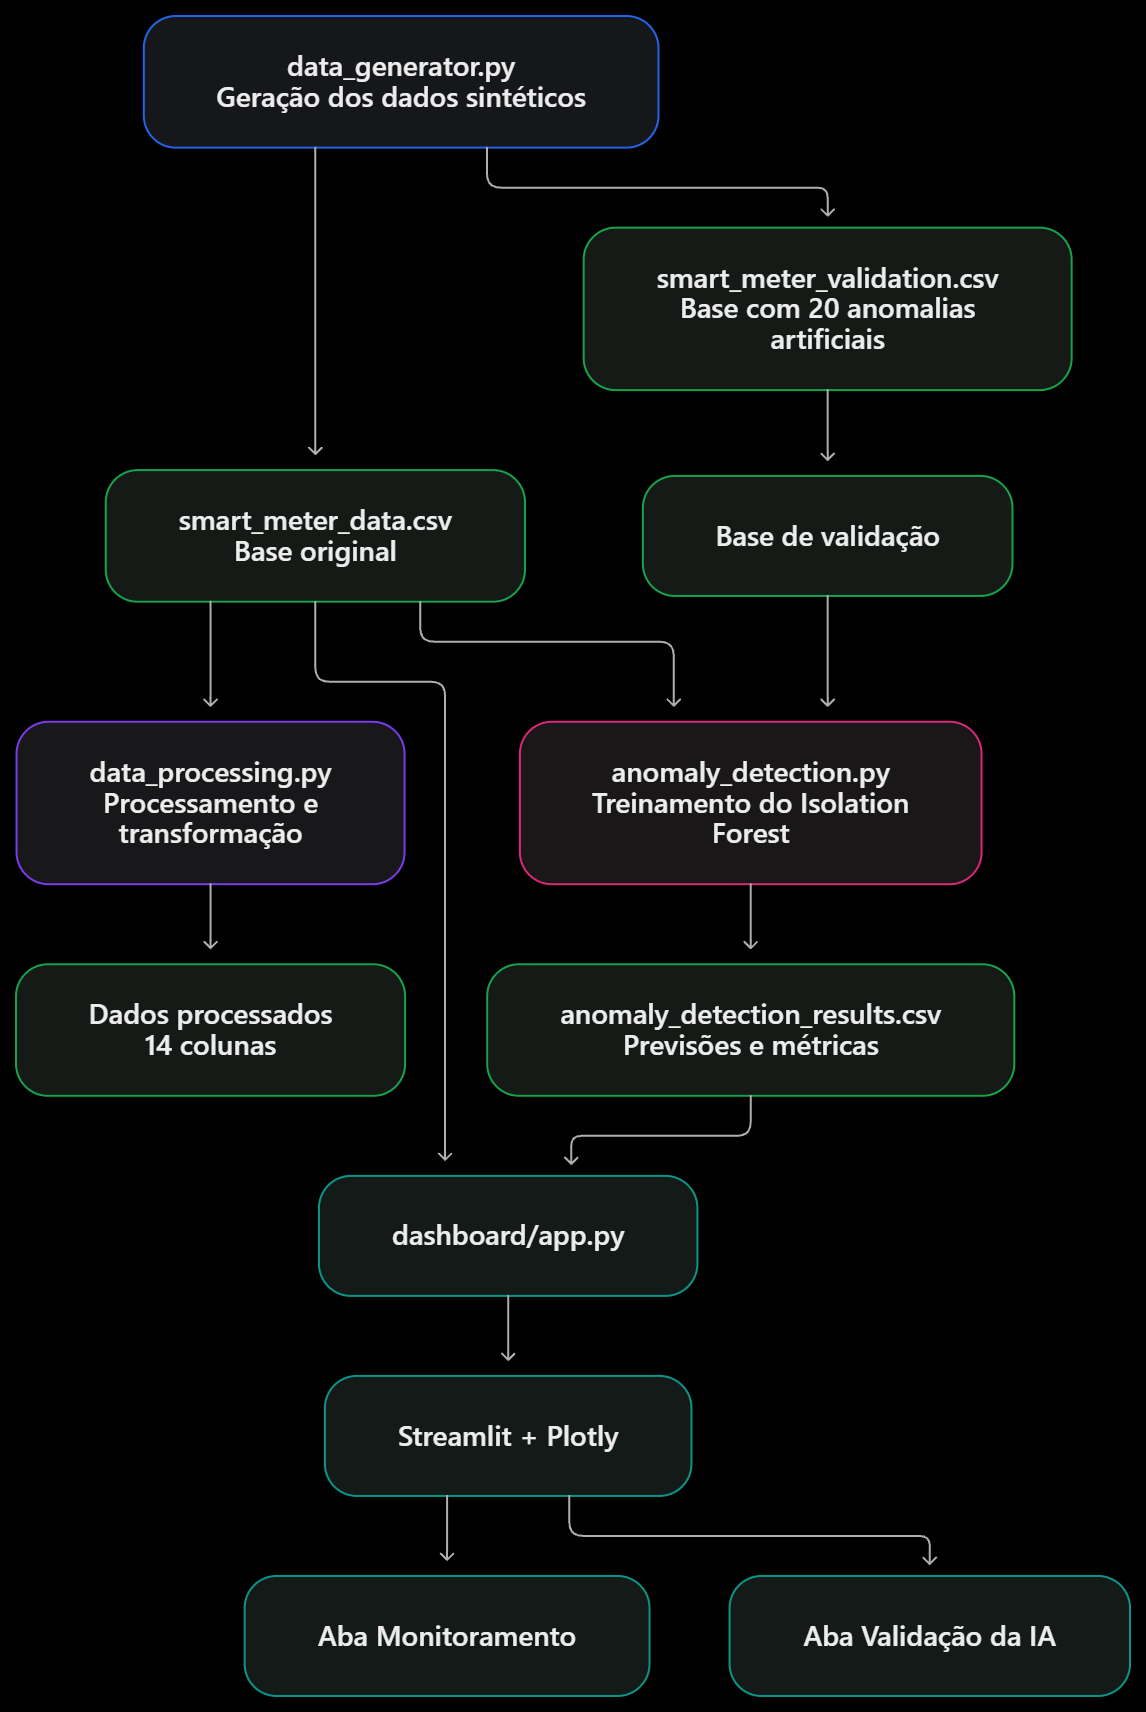 data_generator.py
Geração dos dados sintéticos
smart_meter_validation.csv
Base com 20 anomalias
artificiais
smart_meter_data.csv
Base original
Base de validação
data_processing.py
Processamento e
transformação
anomaly_detection.py
Treinamento do Isolation
Forest
Dados processados
14 colunas
anomaly_detection_results.csv
Previsões e métricas
dashboard/app.py
Streamlit + Plotly
Aba Monitoramento
Aba Validação da IA